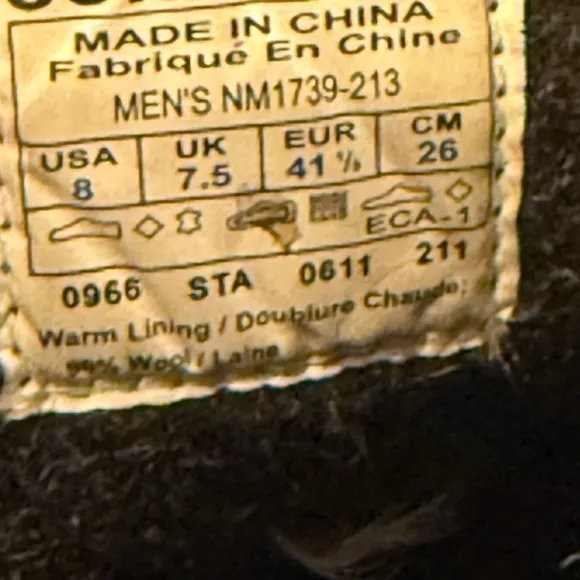 MADE IN CHINA
Fabriqué En Chine
MEN'S NM1739-213
USA UK EUR CM
8 7.5 41 ½ 26
ECA-1
0966 STA 0611 211
Warm Lining / Doublure Chaude:
Wool / Laine